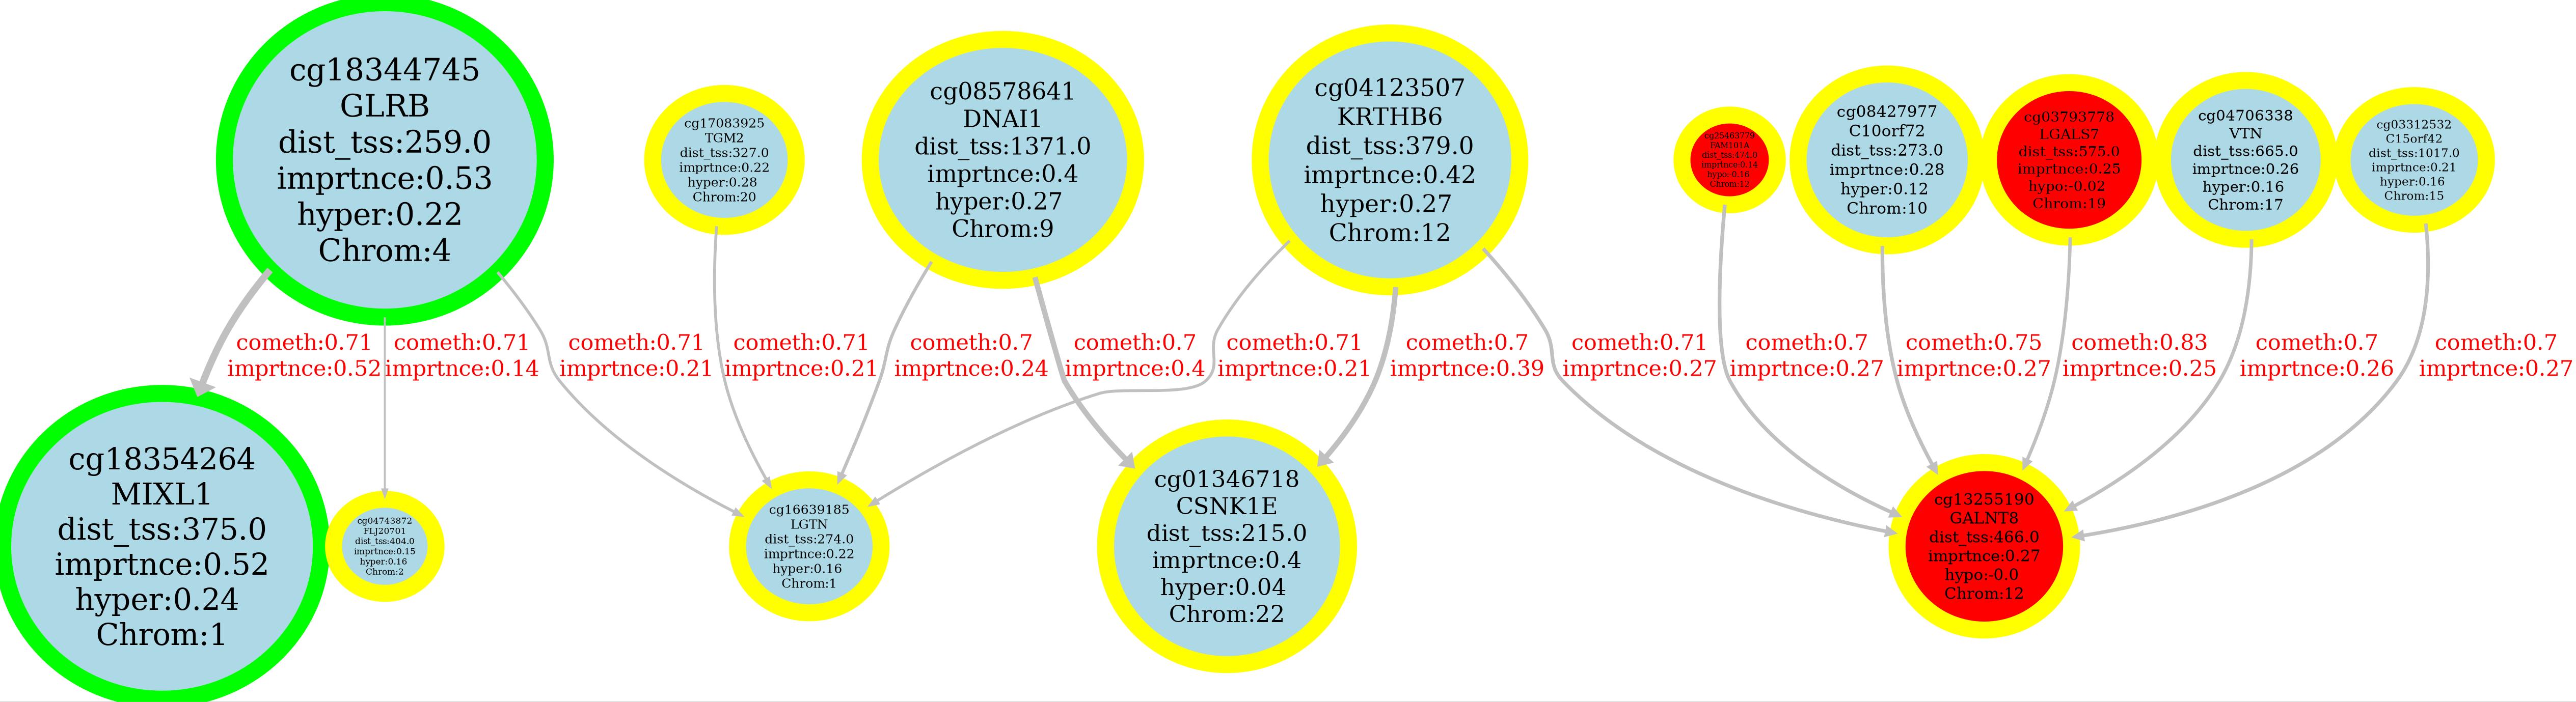 cg18344745
GLRB
dist_tss:259.0
imprtnce:0.53
hyper:0.22
Chrom:4
cg17083925
TGM2
dist_tss:327.0
imprtnce:0.22
hyper:0.28
Chrom:20
cg08578641
DNAI1
dist_tss:1371.0
imprtnce:0.4
hyper:0.27
Chrom:9
cg04123507
KRTHB6
dist_tss:379.0
imprtnce:0.42
hyper:0.27
Chrom:12
cg25463779
FAM101A
dist_tss:474.0
imprtnce:0.14
hypo:-0.16
Chrom:12
cg08427977
C10orf72
dist_tss:273.0
imprtnce:0.28
hyper:0.12
Chrom:10
cg03793778
LGALS7
dist_tss:575.0
imprtnce:0.25
hypo:-0.02
Chrom:19
cg04706338
VTN
dist_tss:665.0
imprtnce:0.26
hyper:0.16
Chrom:17
cg03312532
C15orf42
dist_tss:1017.0
imprtnce:0.21
hyper:0.16
Chrom:15
cometh:0.71
imprtnce:0.52
cometh:0.71
imprtnce:0.14
cometh:0.71
imprtnce:0.21
cometh:0.71
imprtnce:0.21
cometh:0.7
imprtnce:0.24
cometh:0.7
imprtnce:0.4
cometh:0.71
imprtnce:0.21
cometh:0.7
imprtnce:0.39
cometh:0.71
imprtnce:0.27
cometh:0.7
imprtnce:0.27
cometh:0.75
imprtnce:0.27
cometh:0.83
imprtnce:0.25
cometh:0.7
imprtnce:0.26
cometh:0.7
imprtnce:0.27
cg18354264
MIXL1
dist_tss:375.0
imprtnce:0.52
hyper:0.24
Chrom:1
cg04743872
FLJ20701
dist_tss:404.0
imprtnce:0.15
hyper:0.16
Chrom:2
cg16639185
LGTN
dist_tss:274.0
imprtnce:0.22
hyper:0.16
Chrom:1
cg01346718
CSNK1E
dist_tss:215.0
imprtnce:0.4
hyper:0.04
Chrom:22
cg13255190
GALNT8
dist_tss:466.0
imprtnce:0.27
hypo:-0.0
Chrom:12